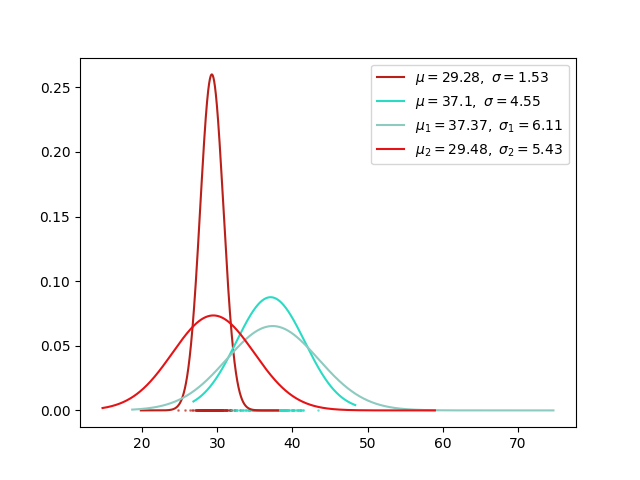 0.25
0.20
0.15
0.10
0.05
0.00
20 30 40 50 60 70
μ = 29.28, σ = 1.53
μ = 37.1, σ = 4.55
μ₁ = 37.37, σ₁ = 6.11
μ₂ = 29.48, σ₂ = 5.43